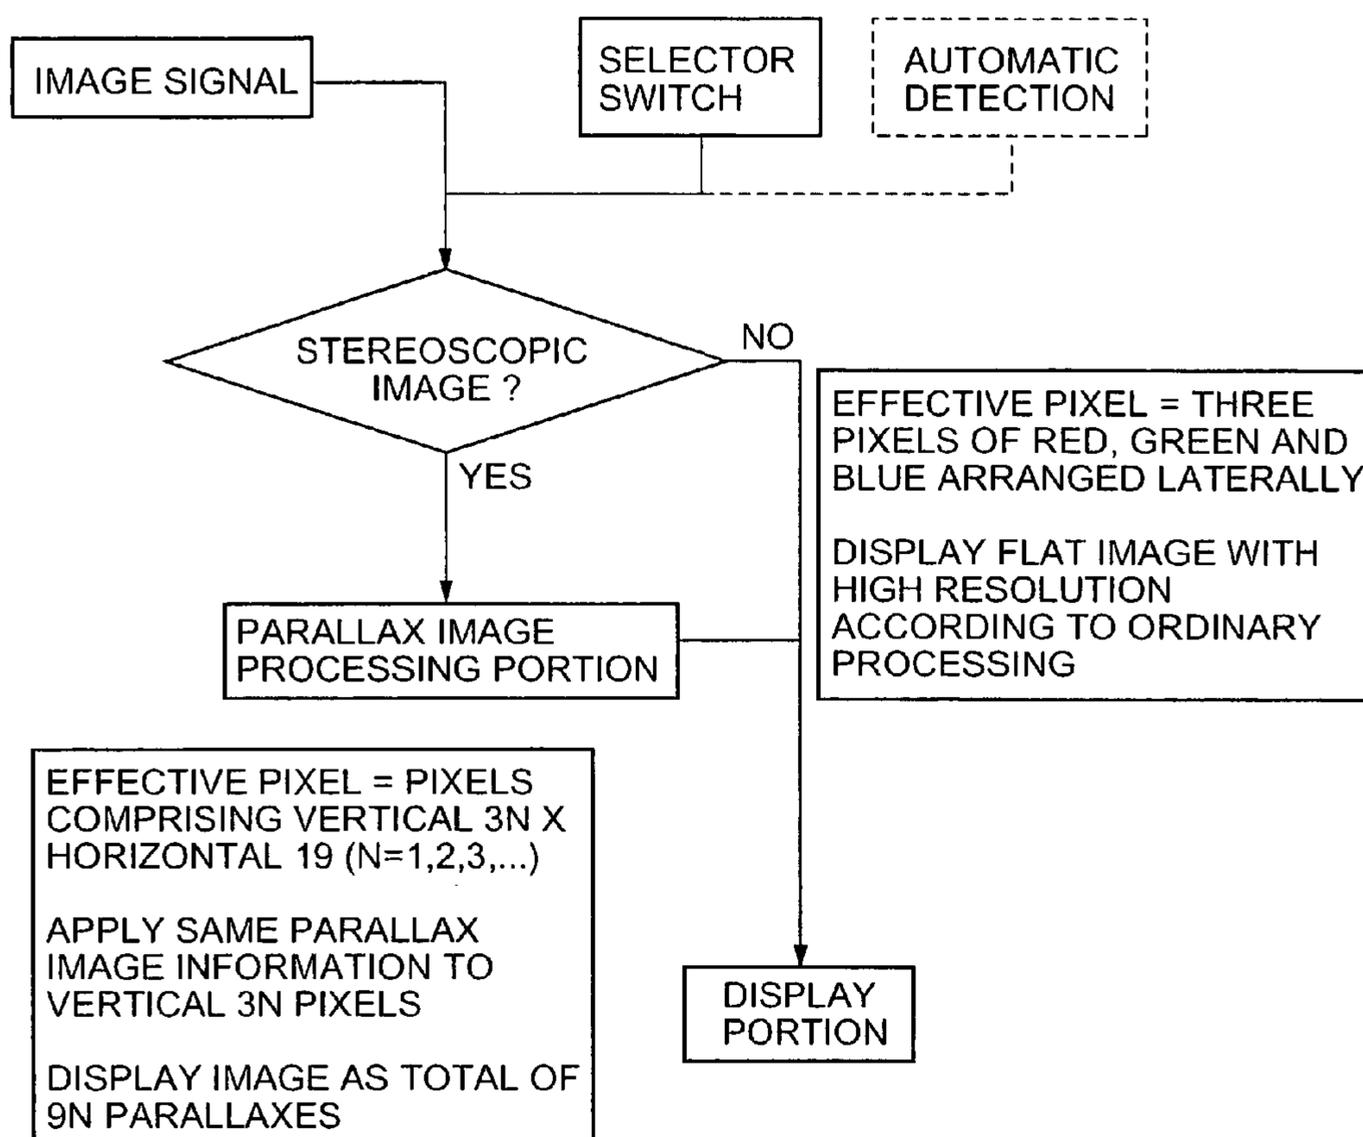 IMAGE SIGNAL
SELECTOR
SWITCH
AUTOMATIC
DETECTION
STEREOSCOPIC
IMAGE ?
NO
YES
EFFECTIVE PIXEL = THREE
PIXELS OF RED, GREEN AND
BLUE ARRANGED LATERALLY
DISPLAY FLAT IMAGE WITH
HIGH RESOLUTION
ACCORDING TO ORDINARY
PROCESSING
PARALLAX IMAGE
PROCESSING PORTION
EFFECTIVE PIXEL = PIXELS
COMPRISING VERTICAL 3N X
HORIZONTAL 19 (N=1,2,3,...)
APPLY SAME PARALLAX
IMAGE INFORMATION TO
VERTICAL 3N PIXELS
DISPLAY IMAGE AS TOTAL OF
9N PARALLAXES
DISPLAY
PORTION